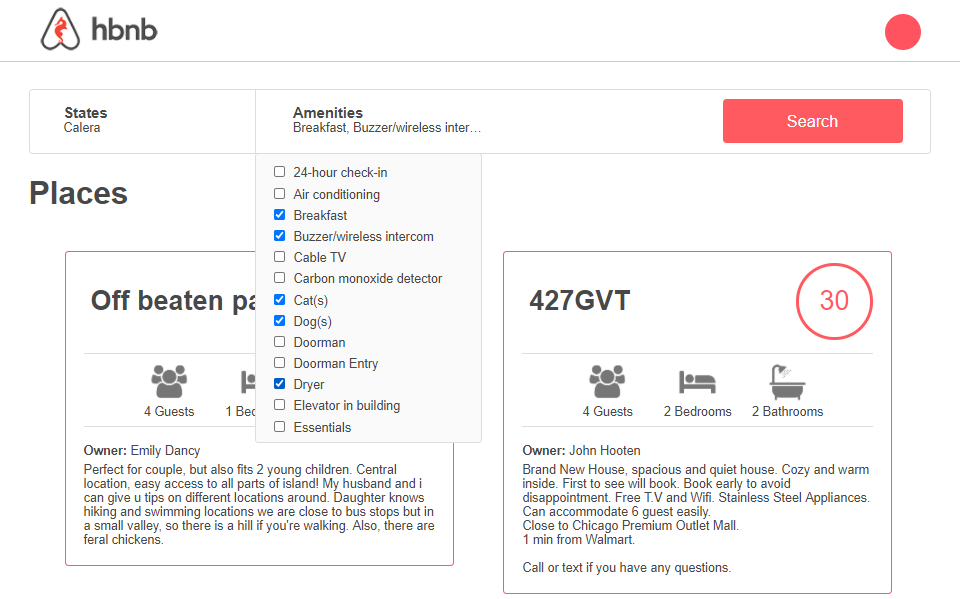 hbnb
States
Calera
Amenities
Breakfast, Buzzer/wireless inter…
Search
Places
24-hour check-in
Air conditioning
Breakfast
Buzzer/wireless intercom
Cable TV
Carbon monoxide detector
Cat(s)
Dog(s)
Doorman
Doorman Entry
Dryer
Elevator in building
Essentials
Off beaten pa
4 Guests
1 Bed
Owner: Emily Dancy
Perfect for couple, but also fits 2 young children. Central
location, easy access to all parts of island! My husband and i
can give u tips on different locations around. Daughter knows
hiking and swimming locations we are close to bus stops but in
a small valley, so there is a hill if you're walking. Also, there are
feral chickens.
427GVT
30
4 Guests
2 Bedrooms
2 Bathrooms
Owner: John Hooten
Brand New House, spacious and quiet house. Cozy and warm
inside. First to see will book. Book early to avoid
disappointment. Free T.V and Wifi. Stainless Steel Appliances.
Can accommodate 6 guest easily.
Close to Chicago Premium Outlet Mall.
1 min from Walmart.
Call or text if you have any questions.